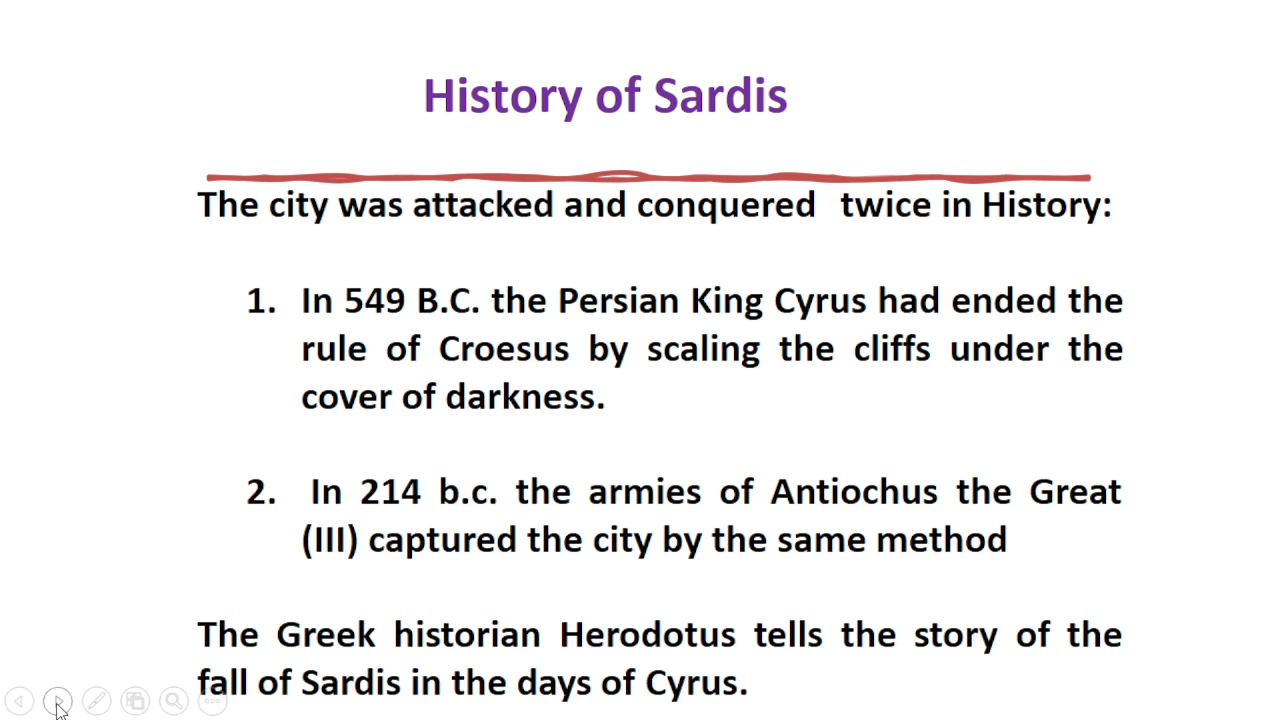 History of Sardis
The city was attacked and conquered twice in History:
1. In 549 B.C. the Persian King Cyrus had ended the
rule of Croesus by scaling the cliffs under the
cover of darkness.
2. In 214 b.c. the armies of Antiochus the Great
(III) captured the city by the same method
The Greek historian Herodotus tells the story of the
fall of Sardis in the days of Cyrus.